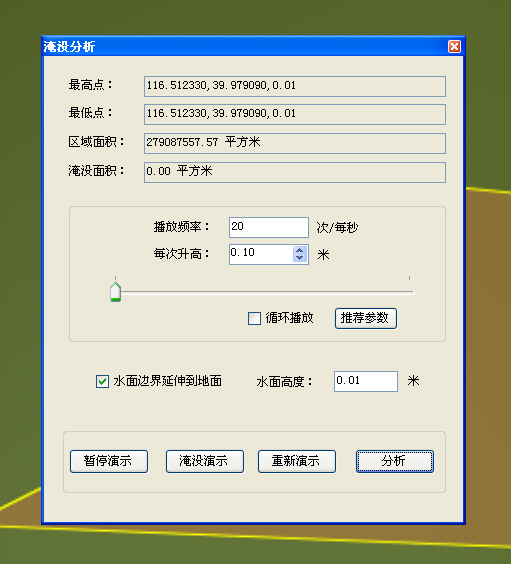 淹没分析
最高点： 116.512330,39.979090,0.01
最低点： 116.512330,39.979090,0.01
区域面积： 279087557.57 平方米
淹没面积： 0.00 平方米
播放频率： 20 次/每秒
每次升高： 0.10 米
循环播放 推荐参数
水面边界延伸到地面 水面高度： 0.01 米
暂停演示 淹没演示 重新演示 分析